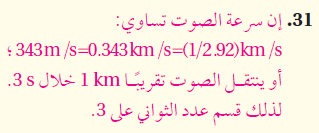 31. إن سرعة الصوت تساوي:
343 m /s=0.343 km /s=(1/2.92)km /s ؛
أو ينتقل الصوت تقريبًا 1 km خلال 3 s.
لذلك قسم عدد الثواني على 3.